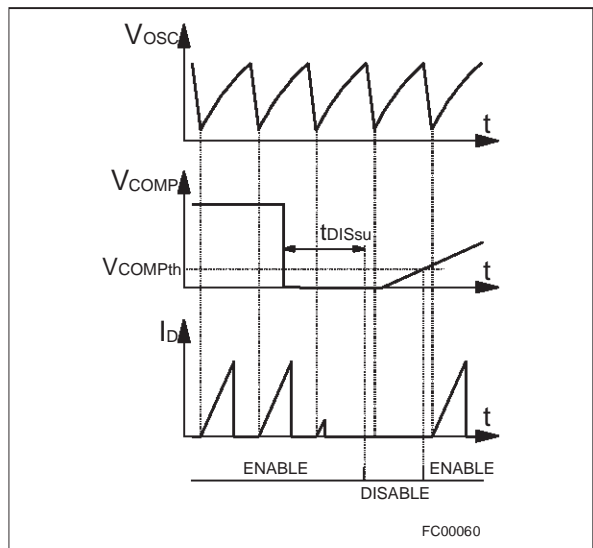 VOSC
t
VCOMP
tDISsu
VCOMPth
t
ID
t
ENABLE
ENABLE
DISABLE
FC00060